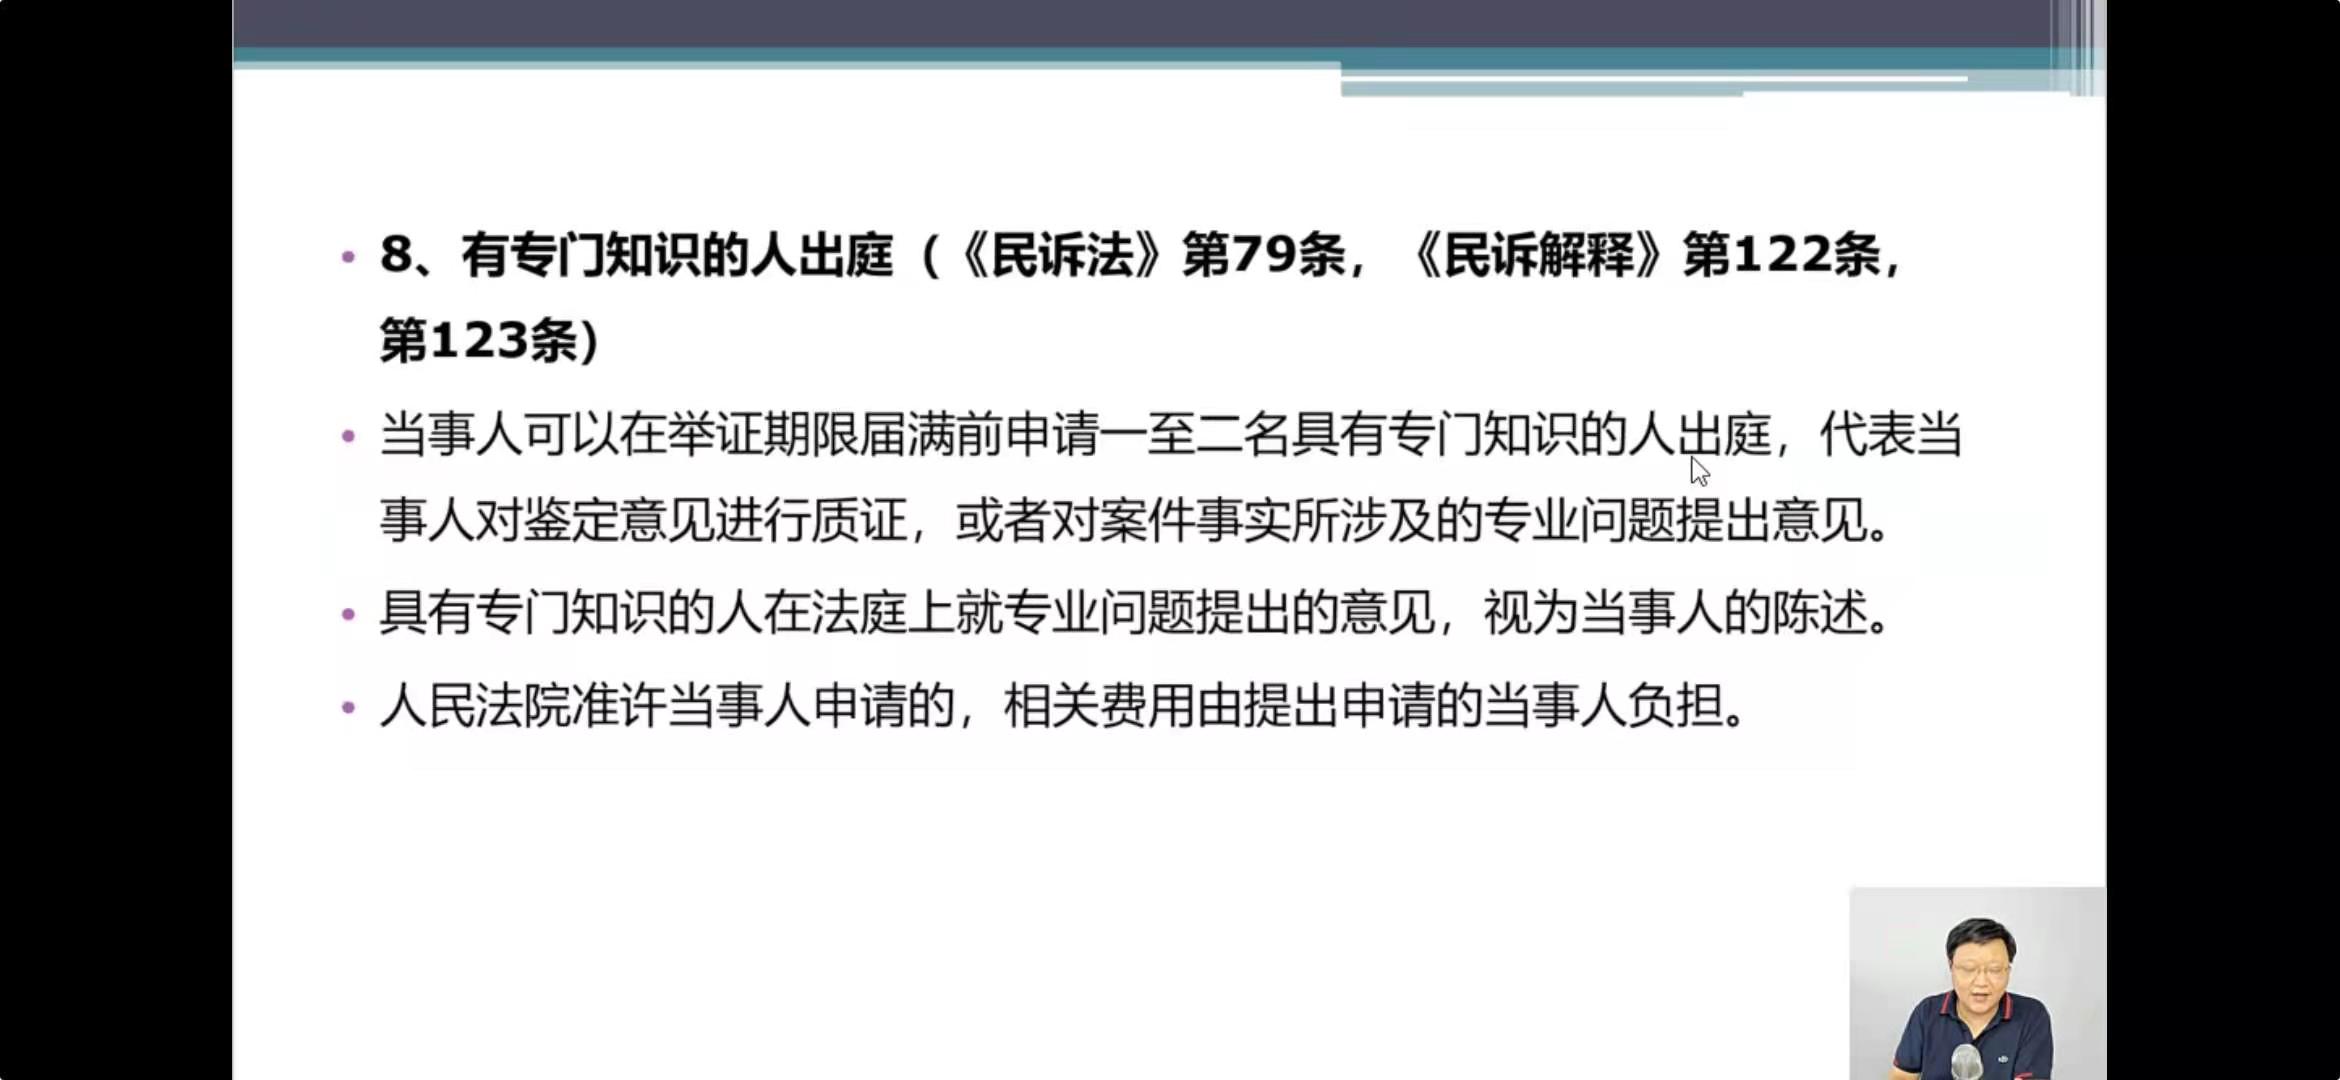 8、有专门知识的人出庭（《民诉法》第79条，《民诉解释》第122条，
第123条)
当事人可以在举证期限届满前申请一至二名具有专门知识的人出庭，代表当
事人对鉴定意见进行质证，或者对案件事实所涉及的专业问题提出意见。
具有专门知识的人在法庭上就专业问题提出的意见，视为当事人的陈述。
人民法院准许当事人申请的，相关费用由提出申请的当事人负担。